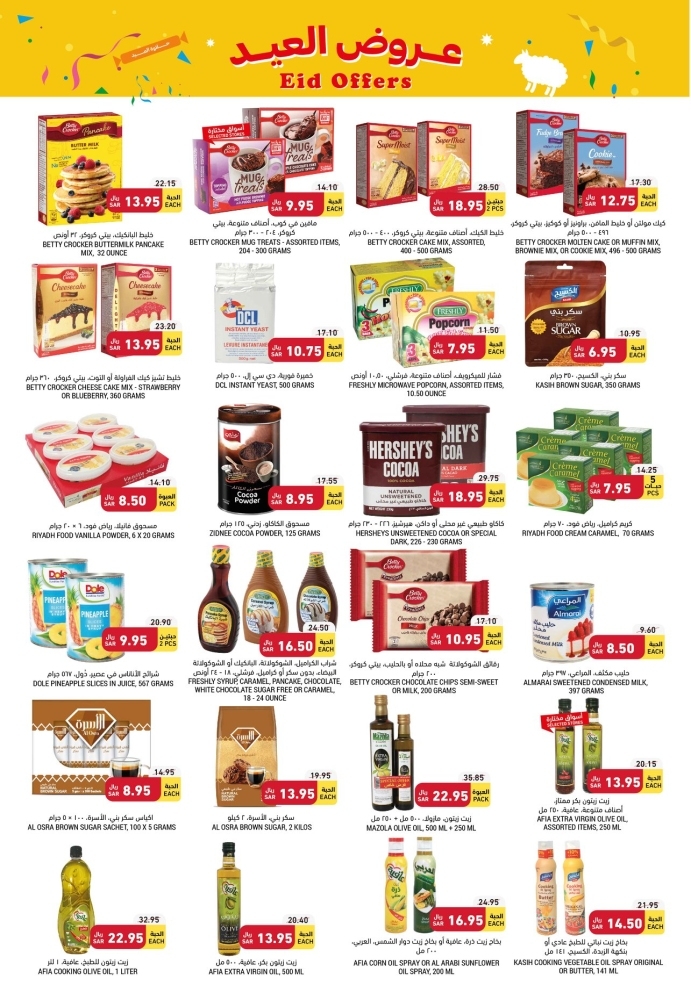 عروض العيد
Eid Offers
22.15
13.95 ريال SAR الحبة EACH
خليط البانكيك، بيتي كروكر، ٣٢ أونص
BETTY CROCKER BUTTERMILK PANCAKE
MIX, 32 OUNCE
أسواق مختارة
SELECTED STORES
14.10
9.95 ريال SAR الحبة EACH
مافين في كوب، أصناف متنوعة، بيتي
كروكر، ٢٠٤ - ٣٠٠ جرام
BETTY CROCKER MUG TREATS - ASSORTED ITEMS,
204 - 300 GRAMS
28.50
18.95 ريال SAR حبتين 2 PCS
خليط الكيك، أصناف متنوعة، بيتي كروكر، ٤٠٠ - ٥٠٠ جرام
BETTY CROCKER CAKE MIX, ASSORTED,
400 - 500 GRAMS
17.30
12.75 ريال SAR الحبة EACH
كيك مولتن أو خليط المافن، براونيز أو كوكيز، بيتي كروكر،
٤٩٦ - ٥٠٠ جرام
BETTY CROCKER MOLTEN CAKE OR MUFFIN MIX,
BROWNIE MIX, OR COOKIE MIX, 496 - 500 GRAMS
23.20
13.95 ريال SAR الحبة EACH
خليط تشيز كيك الفراولة أو التوت، بيتي كروكر، ٣٦٠ جرام
BETTY CROCKER CHEESE CAKE MIX - STRAWBERRY
OR BLUEBERRY, 360 GRAMS
17.10
10.75 ريال SAR الحبة EACH
خميرة فورية، دي سي إل، ٥٠٠ جرام
DCL INSTANT YEAST, 500 GRAMS
11.50
7.95 ريال SAR الحبة EACH
فشار للميكرويف، أصناف متنوعة، فرشلي، ١٠,٥٠ أونص
FRESHLY MICROWAVE POPCORN, ASSORTED ITEMS,
10.50 OUNCE
10.95
6.95 ريال SAR الحبة EACH
سكر بني، الكسيح، ٣٥٠ جرام
KASIH BROWN SUGAR, 350 GRAMS
14.10
8.50 ريال SAR العبوة PACK
مسحوق فانيلا، رياض فود، ٦ × ٢٠ جرام
RIYADH FOOD VANILLA POWDER, 6 X 20 GRAMS
17.55
8.95 ريال SAR الحبة EACH
مسحوق الكاكاو، زدني، ١٢٥ جرام
ZIDNEE COCOA POWDER, 125 GRAMS
29.75
18.95 ريال SAR الحبة EACH
كاكاو طبيعي غير محلى أو داكن، هيرشيز، ٢٢٦ - ٢٣٠ جرام
HERSHEYS UNSWEETENED COCOA OR SPECIAL
DARK, 226 - 230 GRAMS
14.25
7.95 ريال SAR 5 حبات PCS
كريم كراميل، رياض فود، ٧٠ جرام
RIYADH FOOD CREAM CARAMEL, 70 GRAMS
20.90
9.95 ريال SAR حبتين 2 PCS
شرائح الأناناس في عصير، دُول، ٥٦٧ جرام
DOLE PINEAPPLE SLICES IN JUICE, 567 GRAMS
24.50
16.50 ريال SAR الحبة EACH
شراب الكراميل، الشوكولاتة، البانكيك أو الشوكولاتة
البيضاء، بدون سكر أو كراميل، فرشلي، ١٨ - ٢٤ أونص
FRESHLY SYRUP, CARAMEL, PANCAKE, CHOCOLATE,
WHITE CHOCOLATE SUGAR FREE OR CARAMEL,
18 - 24 OUNCE
17.50
10.95 ريال SAR الحبة EACH
رقائق الشوكولاتة شبه محلاه أو بالحليب، بيتي كروكر،
٢٠٠ جرام
BETTY CROCKER CHOCOLATE CHIPS SEMI-SWEET
OR MILK, 200 GRAMS
9.60
8.50 ريال SAR الحبة EACH
حليب مكثف، المراعي، ٣٩٧ جرام
ALMARAI SWEETENED CONDENSED MILK,
397 GRAMS
14.95
8.95 ريال SAR الحبة EACH
اكياس سكر بني، الأسرة، ١٠٠ × ٥ جرام
AL OSRA BROWN SUGAR SACHET, 100 X 5 GRAMS
19.95
13.95 ريال SAR الحبة EACH
سكر بني، الأسرة، ٢ كيلو
AL OSRA BROWN SUGAR, 2 KILOS
35.85
22.95 ريال SAR العبوة PACK
زيت زيتون، مازولا، ٥٠٠ مل + ٢٥٠ مل
MAZOLA OLIVE OIL, 500 ML + 250 ML
أسواق مختارة
SELECTED STORES
20.15
13.95 ريال SAR الحبة EACH
زيت زيتون بكر ممتاز،
أصناف متنوعة، عافية، ٢٥٠ مل
AFIA EXTRA VIRGIN OLIVE OIL,
ASSORTED ITEMS, 250 ML
32.95
22.95 ريال SAR الحبة EACH
زيت زيتون للطبخ، عافية، ١ لتر
AFIA COOKING OLIVE OIL, 1 LITER
20.40
13.95 ريال SAR الحبة EACH
زيت زيتون بكر، عافية، ٥٠٠ مل
AFIA EXTRA VIRGIN OIL, 500 ML
24.95
16.95 ريال SAR الحبة EACH
بخاخ زيت ذرة، عافية أو بخاخ زيت دوار الشمس، العربي،
٢٠٠ مل
AFIA CORN OIL SPRAY OR AL ARABI SUNFLOWER
OIL SPRAY, 200 ML
21.95
14.50 ريال SAR الحبة EACH
بخاخ زيت نباتي للطبخ عادي أو
بالزبدة، الكسيح، ١٤١ جرام
KASIH COOKING VEGETABLE OIL SPRAY ORIGINAL
OR BUTTER, 141 ML